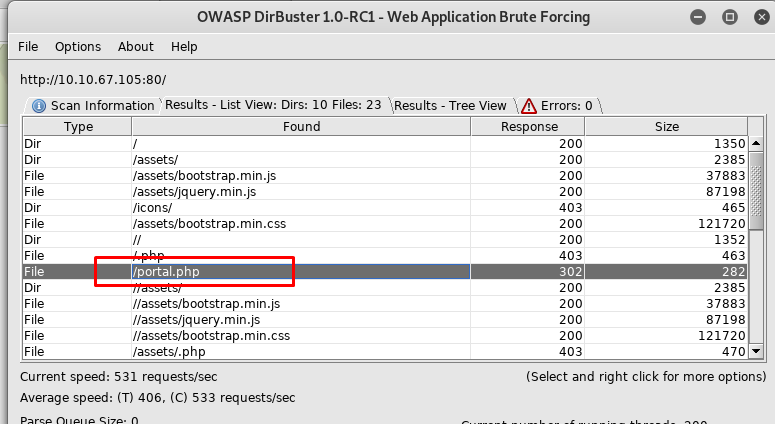 OWASP DirBuster 1.0-RC1 - Web Application Brute Forcing
File Options About Help
http://10.10.67.105:80/
Scan Information Results - List View: Dirs: 10 Files: 23 Results - Tree View Errors: 0
Type Found Response Size
Dir / 200 1350
Dir /assets/ 200 2385
File /assets/bootstrap.min.js 200 37883
File /assets/jquery.min.js 200 87198
Dir /icons/ 403 465
File /assets/bootstrap.min.css 200 121720
Dir // 200 1352
File /.php 403 463
File /portal.php 302 282
Dir //assets/ 200 2385
File //assets/bootstrap.min.js 200 37883
File //assets/jquery.min.js 200 87198
File //assets/bootstrap.min.css 200 121720
File /assets/.php 403 470
Current speed: 531 requests/sec (Select and right click for more options)
Average speed: (T) 406, (C) 533 requests/sec
Parse Queue Size: 0 Current number of running threads: 200